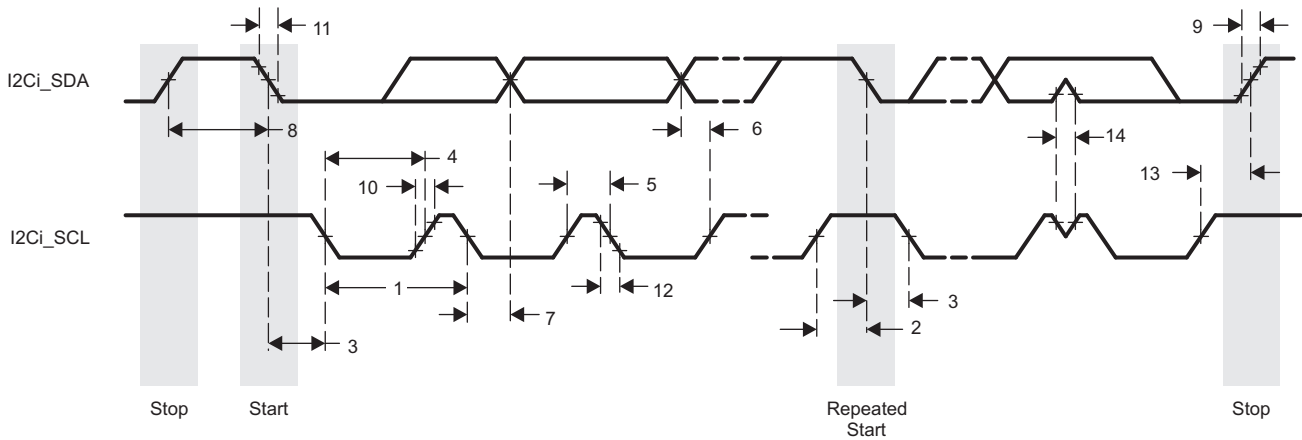 11
9
I2Ci_SDA
8
6
14
4
10
5
13
I2Ci_SCL
1
12
7
3
2
3
Stop
Start
Repeated
Start
Stop